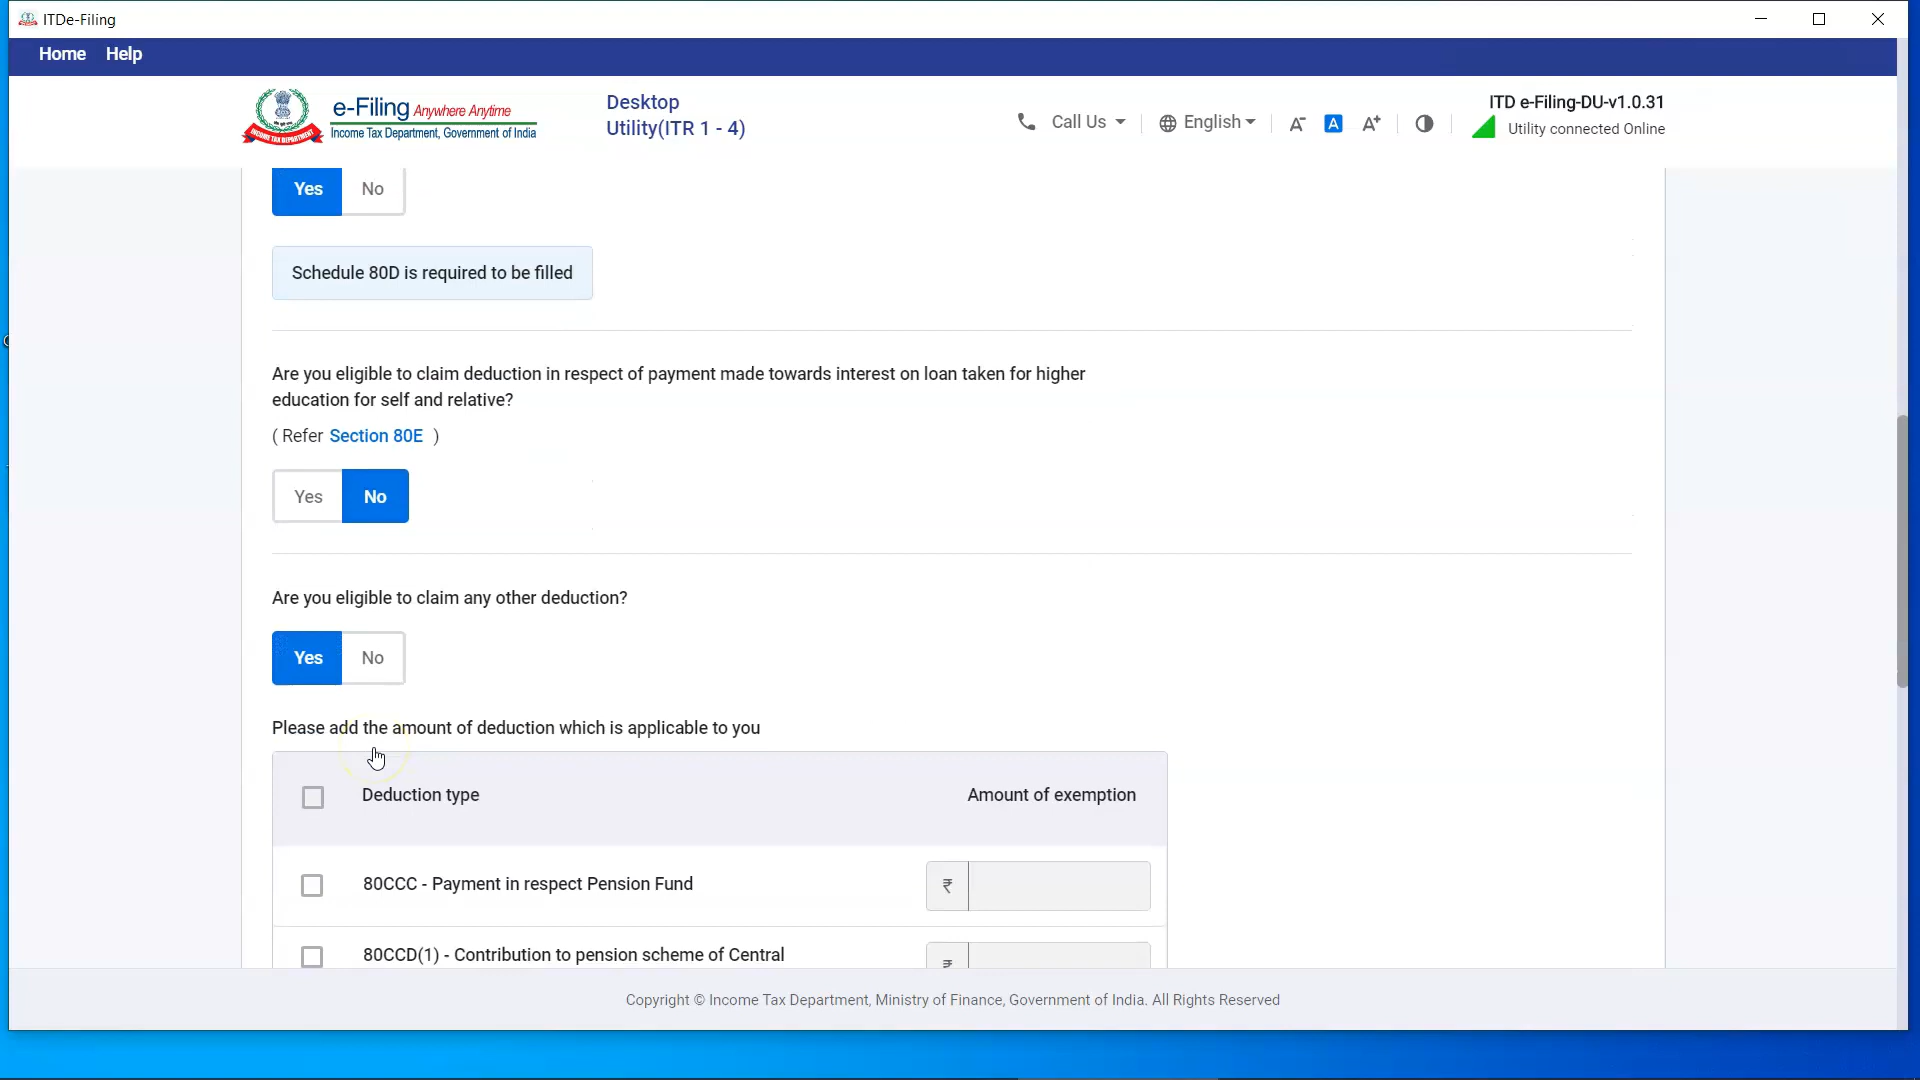 ITDe-Filing
Home Help
e-Filing Anywhere Anytime
Income Tax Department, Government of India
Desktop
Utility(ITR 1 - 4)
Call Us
English
A-
A
A+
ITD e-Filing-DU-v1.0.31
Utility connected Online
Yes No
Schedule 80D is required to be filled
Are you eligible to claim deduction in respect of payment made towards interest on loan taken for higher
education for self and relative?
( Refer Section 80E )
Yes No
Are you eligible to claim any other deduction?
Yes No
Please add the amount of deduction which is applicable to you
Deduction type Amount of exemption
80CCC - Payment in respect Pension Fund ₹
80CCD(1) - Contribution to pension scheme of Central ₹
Copyright © Income Tax Department, Ministry of Finance, Government of India. All Rights Reserved